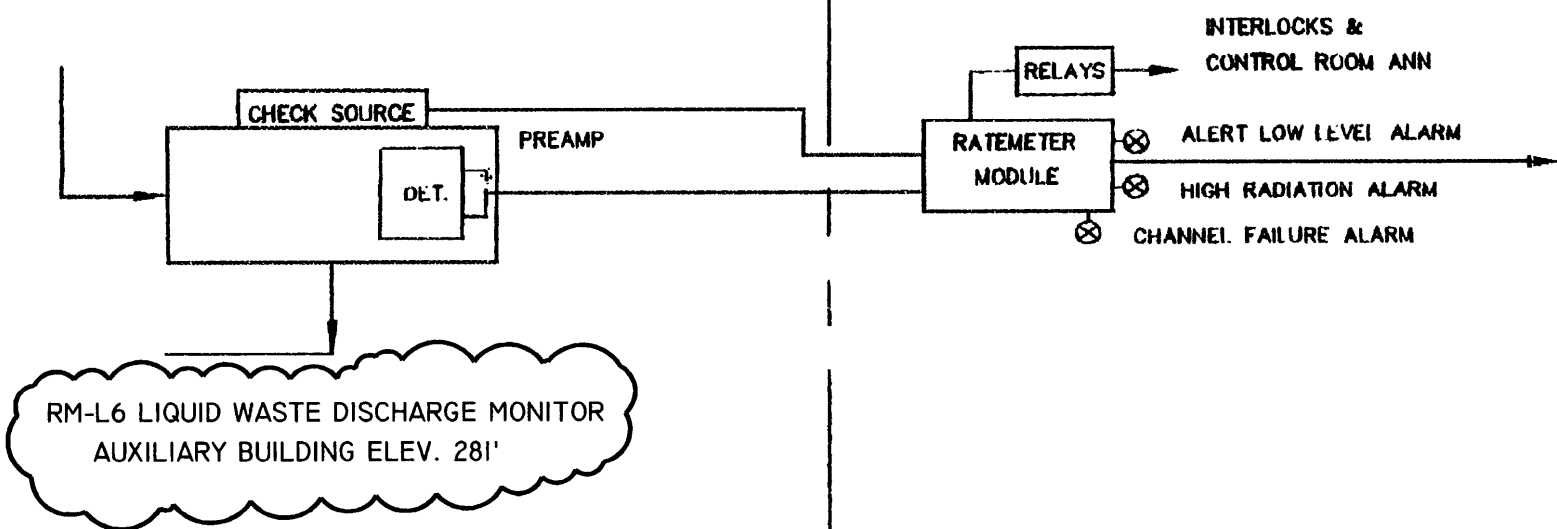 INTERLOCKS &
CONTROL ROOM ANN
RELAYS
CHECK SOURCE
PREAMP
DET.
RATEMETER
MODULE
ALERT LOW LEVEL ALARM
HIGH RADIATION ALARM
CHANNEL FAILURE ALARM
RM-L6 LIQUID WASTE DISCHARGE MONITOR
AUXILIARY BUILDING ELEV. 281'